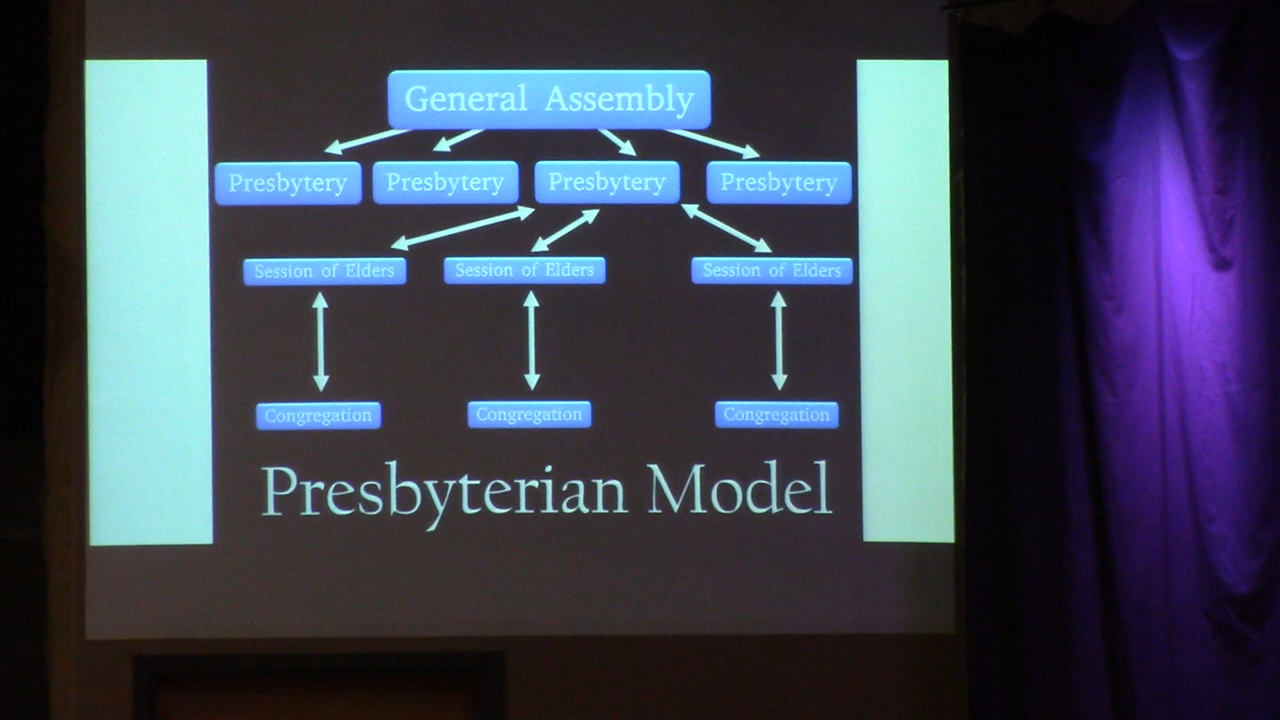 General Assembly
Presbytery Presbytery Presbytery Presbytery
Session of Elders Session of Elders Session of Elders
Congregation Congregation Congregation
Presbyterian Model